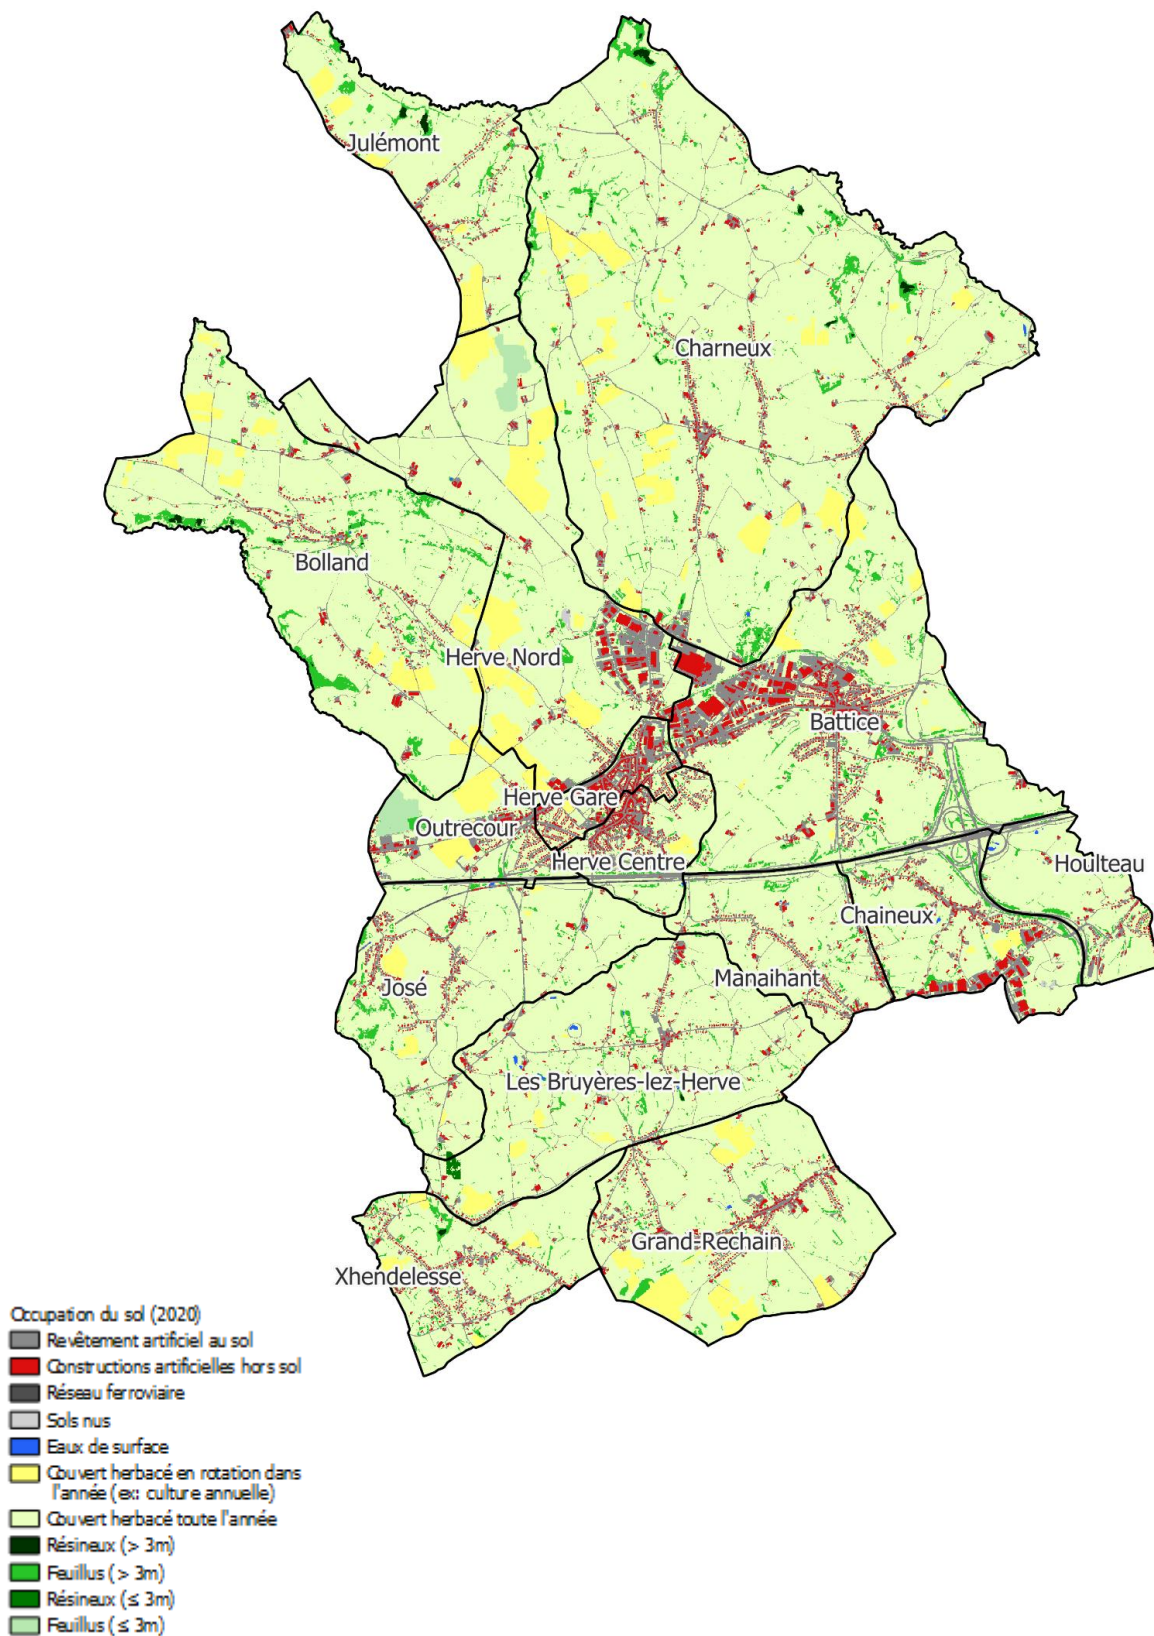 Julémont
Charneux
Bolland
Herve Nord
Battice
Herve Gare
Outrecour
Herve Centre
Houlteau
Chaineux
Manaihant
José
Les Bruyères-lez-Herve
Grand-Rechain
Xhendelesse
Occupation du sol (2020)
Revêtement artificiel au sol
Constructions artificielles hors sol
Réseau ferroviaire
Sols nus
Eaux de surface
Couvert herbacé en rotation dans
l'année (ex: culture annuelle)
Couvert herbacé toute l'année
Résineux (> 3m)
Feuillus (> 3m)
Résineux (≤ 3m)
Feuillus (≤ 3m)